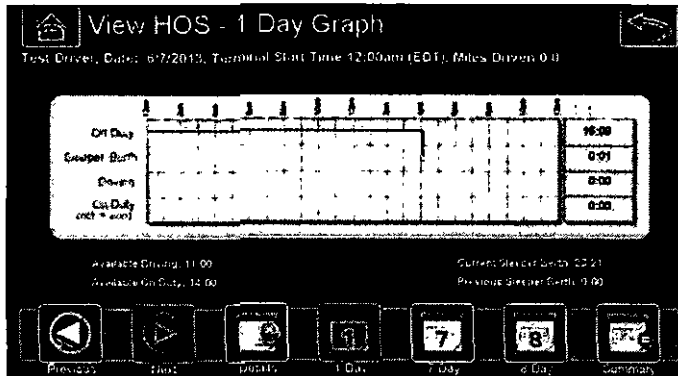 View HOS - 1 Day Graph
Test Driver, Date: 6/7/2013, Terminal Start Time 12:00am (EDT), Miles Driven 0.0
Off Duty
16:00
Sleeper Berth
0:01
Driving
0:00
On Duty
0:00
Available Driving: 11:00
Available On Duty: 14:00
Current Sleeper Berth:
Previous Sleeper Berth: 0:00
Previous
Next
Details
1 Day
7 Day
8 Day
Summary